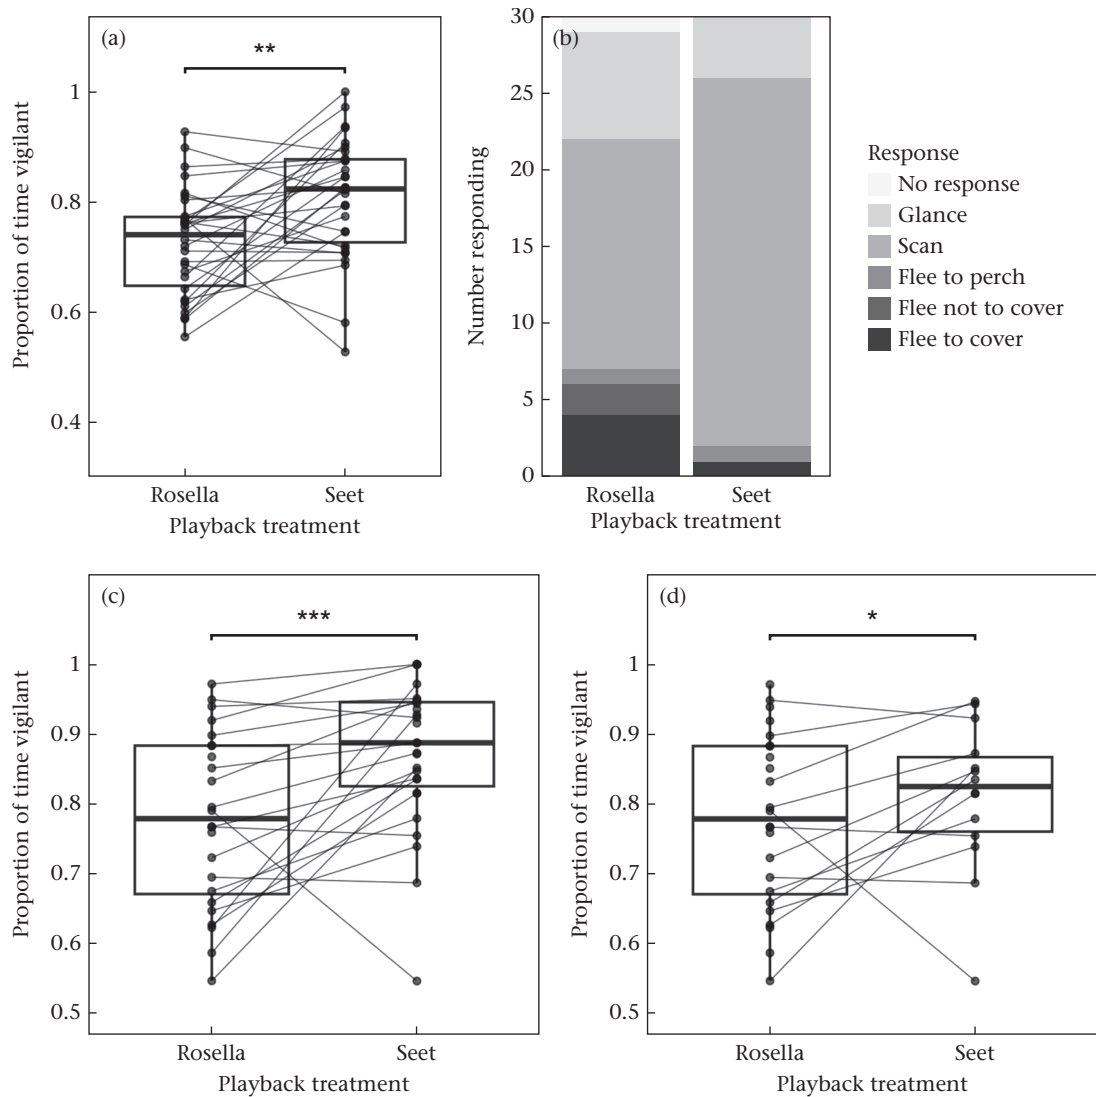 (a)
**
1
0.8
0.6
0.4
Proportion of time vigilant
Rosella
Seet
Playback treatment
(b)
30
25
20
15
10
5
0
Number responding
Rosella
Seet
Playback treatment
Response
No response
Glance
Scan
Flee to perch
Flee not to cover
Flee to cover
(c)
***
1
0.9
0.8
0.7
0.6
0.5
Proportion of time vigilant
Rosella
Seet
Playback treatment
(d)
*
1
0.9
0.8
0.7
0.6
0.5
Proportion of time vigilant
Rosella
Seet
Playback treatment